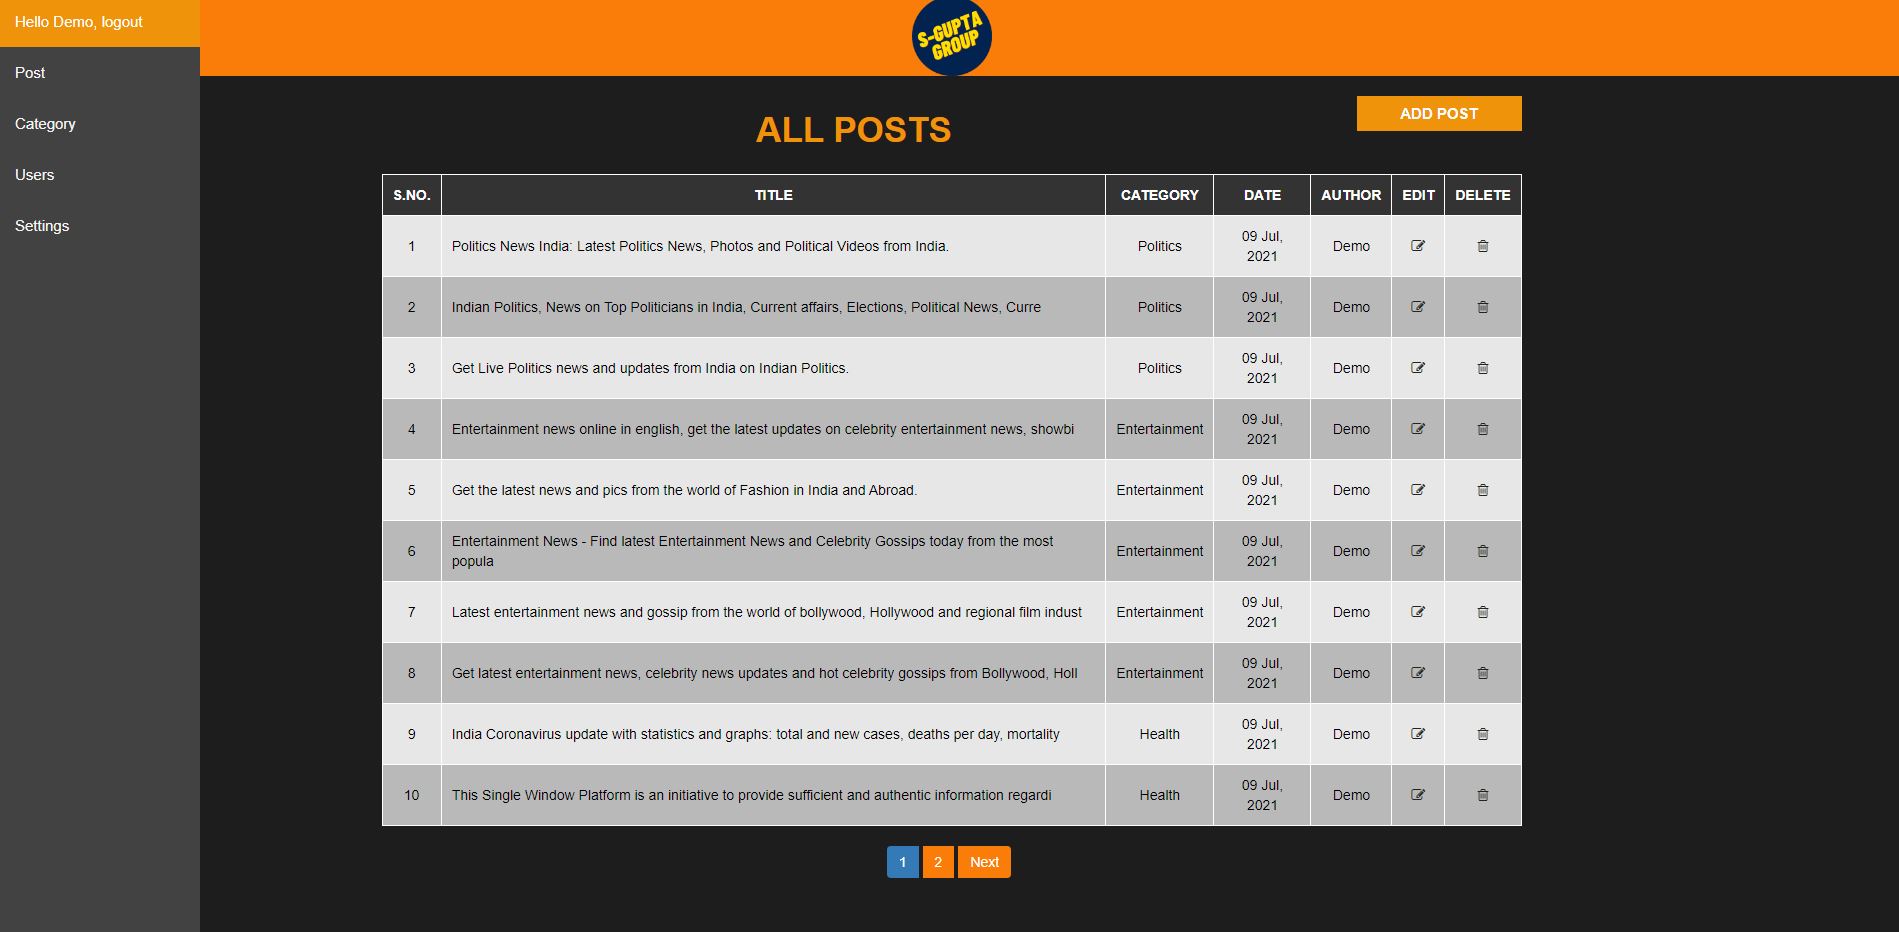 Hello Demo, logout
Post
Category
Users
Settings
S-GUPTA
GROUP
ALL POSTS
ADD POST
S.NO. TITLE CATEGORY DATE AUTHOR EDIT DELETE
1 Politics News India: Latest Politics News, Photos and Political Videos from India. Politics 09 Jul, 2021 Demo
2 Indian Politics, News on Top Politicians in India, Current affairs, Elections, Political News, Curre Politics 09 Jul, 2021 Demo
3 Get Live Politics news and updates from India on Indian Politics. Politics 09 Jul, 2021 Demo
4 Entertainment news online in english, get the latest updates on celebrity entertainment news, showbi Entertainment 09 Jul, 2021 Demo
5 Get the latest news and pics from the world of Fashion in India and Abroad. Entertainment 09 Jul, 2021 Demo
6 Entertainment News - Find latest Entertainment News and Celebrity Gossips today from the most popula Entertainment 09 Jul, 2021 Demo
7 Latest entertainment news and gossip from the world of bollywood, Hollywood and regional film indust Entertainment 09 Jul, 2021 Demo
8 Get latest entertainment news, celebrity news updates and hot celebrity gossips from Bollywood, Holl Entertainment 09 Jul, 2021 Demo
9 India Coronavirus update with statistics and graphs: total and new cases, deaths per day, mortality Health 09 Jul, 2021 Demo
10 This Single Window Platform is an initiative to provide sufficient and authentic information regardi Health 09 Jul, 2021 Demo
1 2 Next